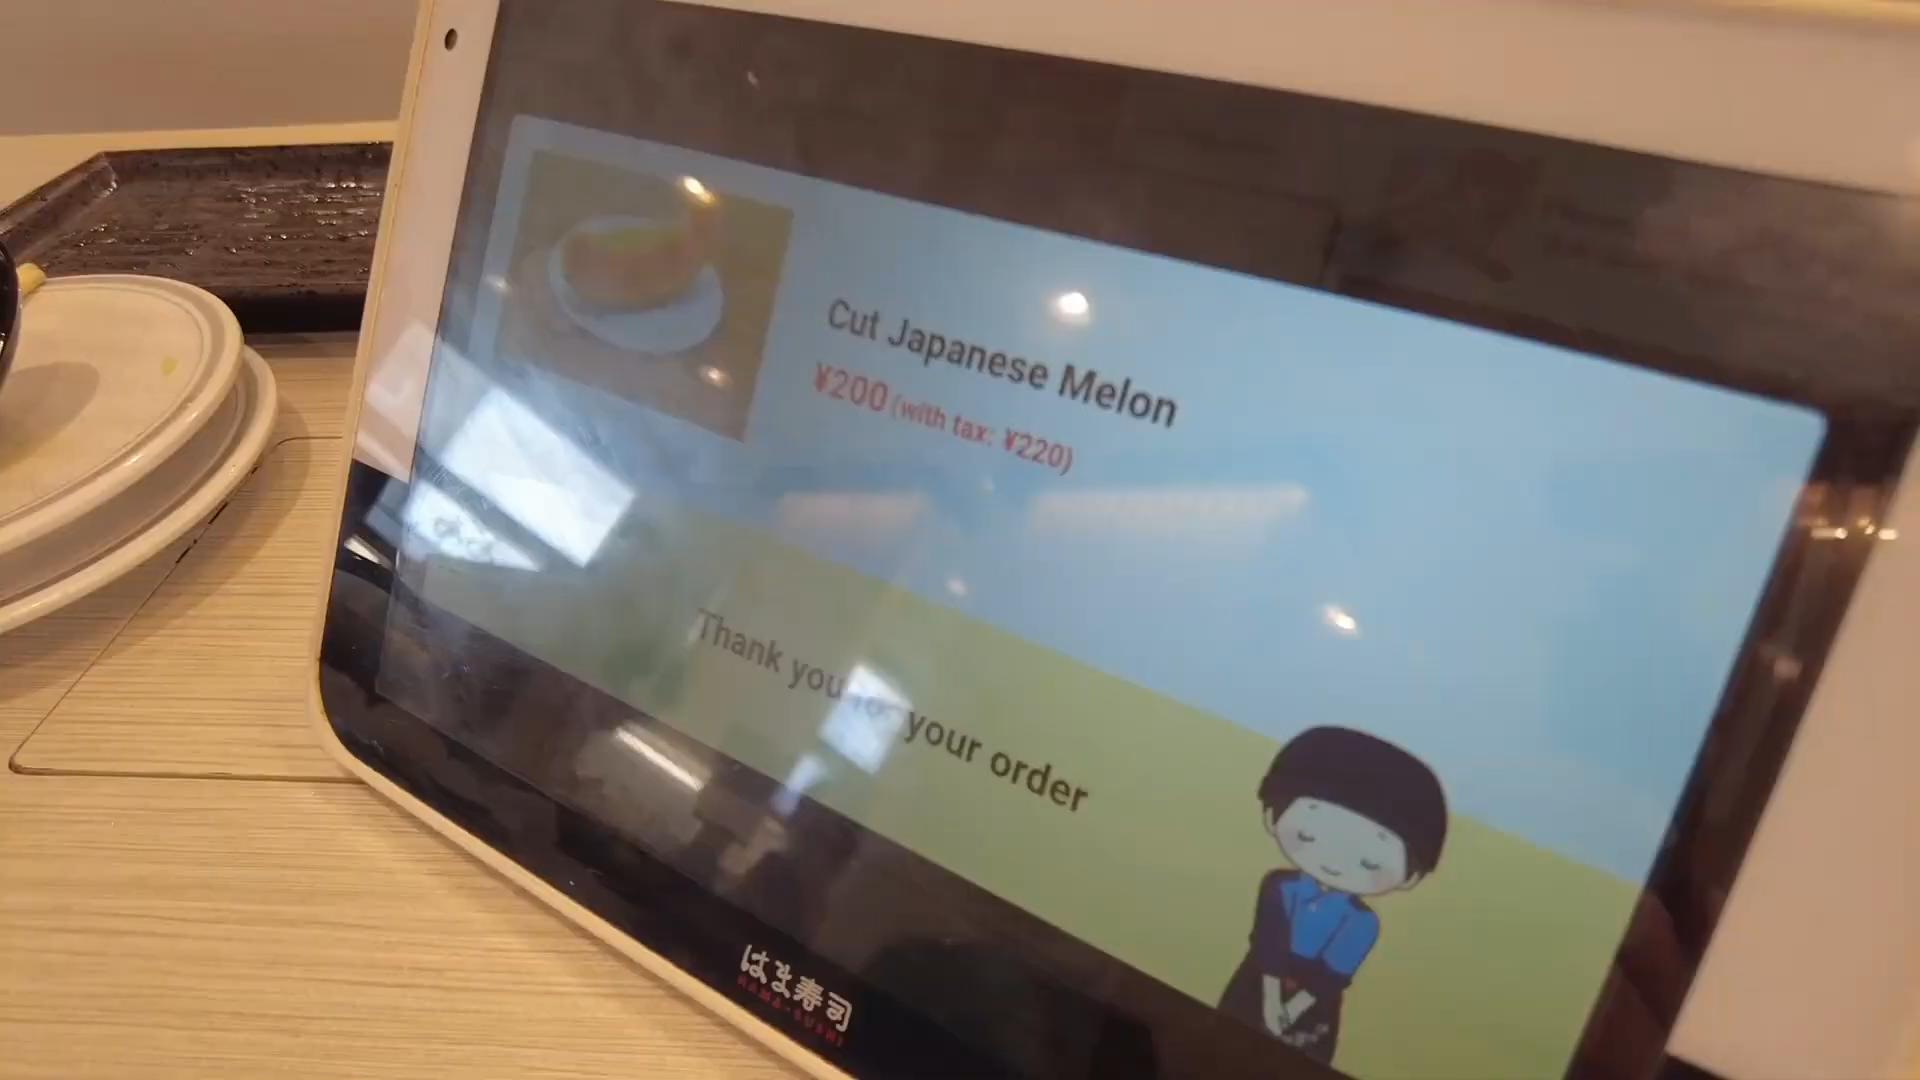 Cut Japanese Melon
¥200 (with tax: ¥220)
Thank you for your order
はま寿司
HAMA-SUSHI